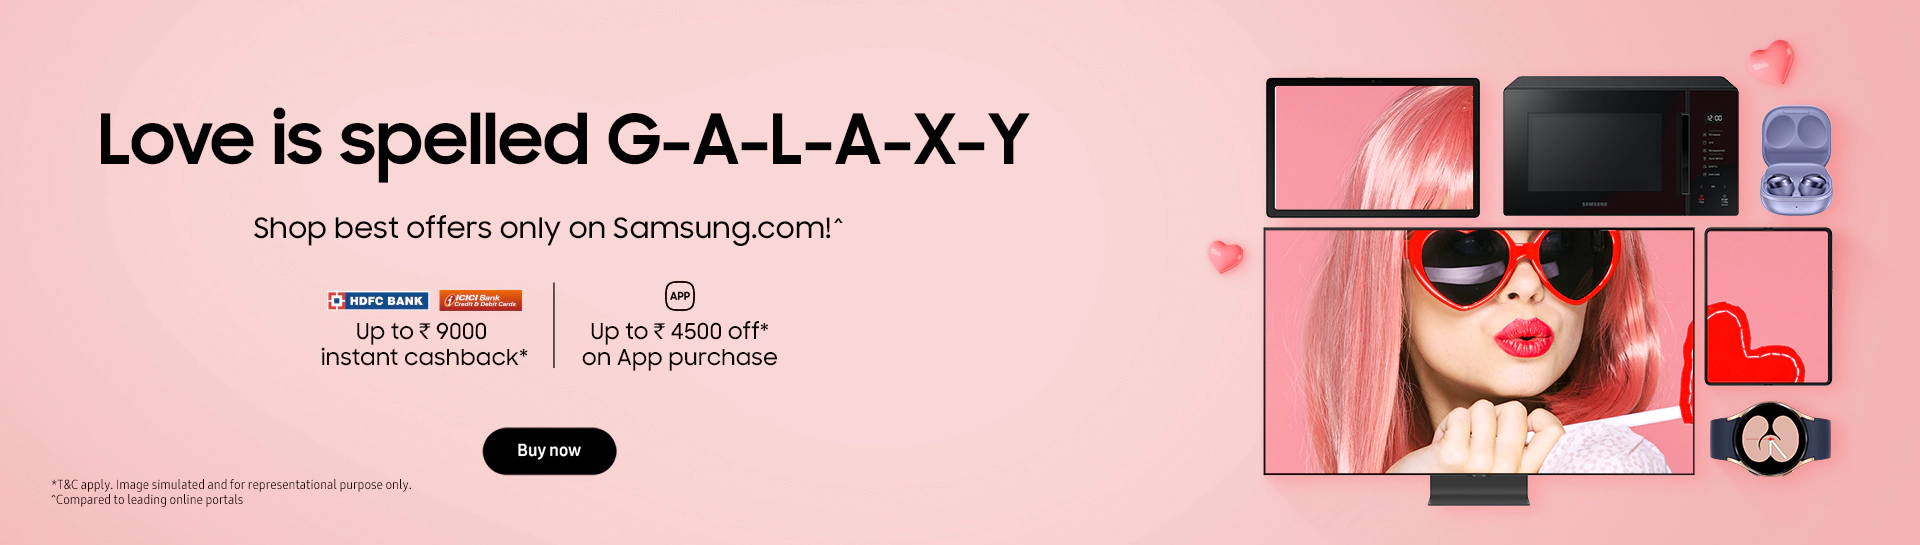 Love is spelled G-A-L-A-X-Y
Shop best offers only on Samsung.com!^
HDFC BANK
ICICI Bank
Credit & Debit Cards
Up to ₹ 9000
instant cashback*
APP
Up to ₹ 4500 off*
on App purchase
Buy now
*T&C apply. Image simulated and for representational purpose only.
^Compared to leading online portals
12:00
SAMSUNG